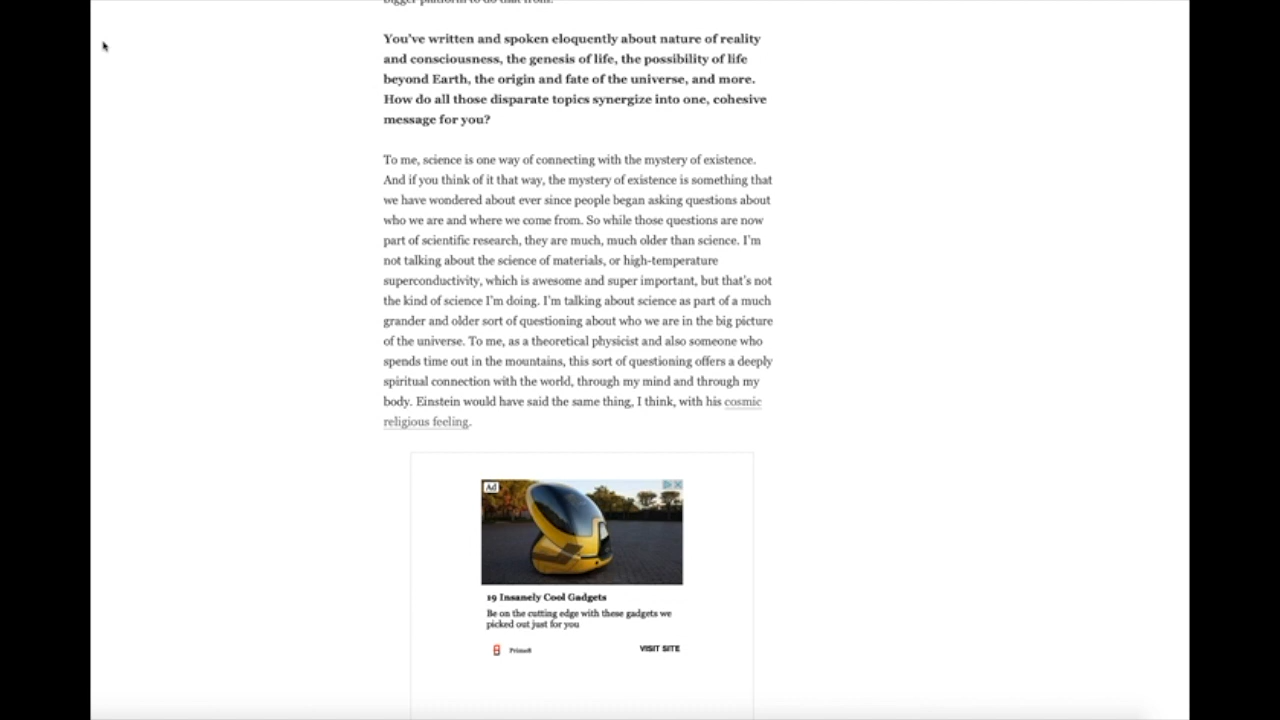 You've written and spoken eloquently about nature of reality
and consciousness, the genesis of life, the possibility of life
beyond Earth, the origin and fate of the universe, and more.
How do all those disparate topics synergize into one, cohesive
message for you?
To me, science is one way of connecting with the mystery of existence.
And if you think of it that way, the mystery of existence is something that
we have wondered about ever since people began asking questions about
who we are and where we come from. So while those questions are now
part of scientific research, they are much, much older than science. I'm
not talking about the science of materials, or high-temperature
superconductivity, which is awesome and super important, but that's not
the kind of science I'm doing. I'm talking about science as part of a much
grander and older sort of questioning about who we are in the big picture
of the universe. To me, as a theoretical physicist and also someone who
spends time out in the mountains, this sort of questioning offers a deeply
spiritual connection with the world, through my mind and through my
body. Einstein would have said the same thing, I think, with his cosmic
religious feeling.
Ad
19 Insanely Cool Gadgets
Be on the cutting edge with these gadgets we
picked out just for you
VISIT SITE